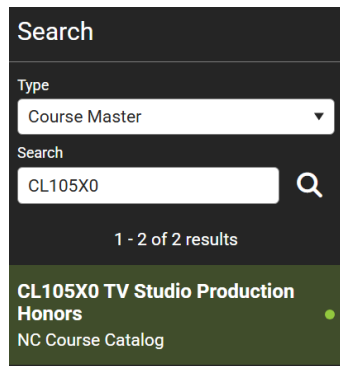 Search
Type
Course Master
Search
CL105X0
1 - 2 of 2 results
CL105X0 TV Studio Production
Honors
NC Course Catalog